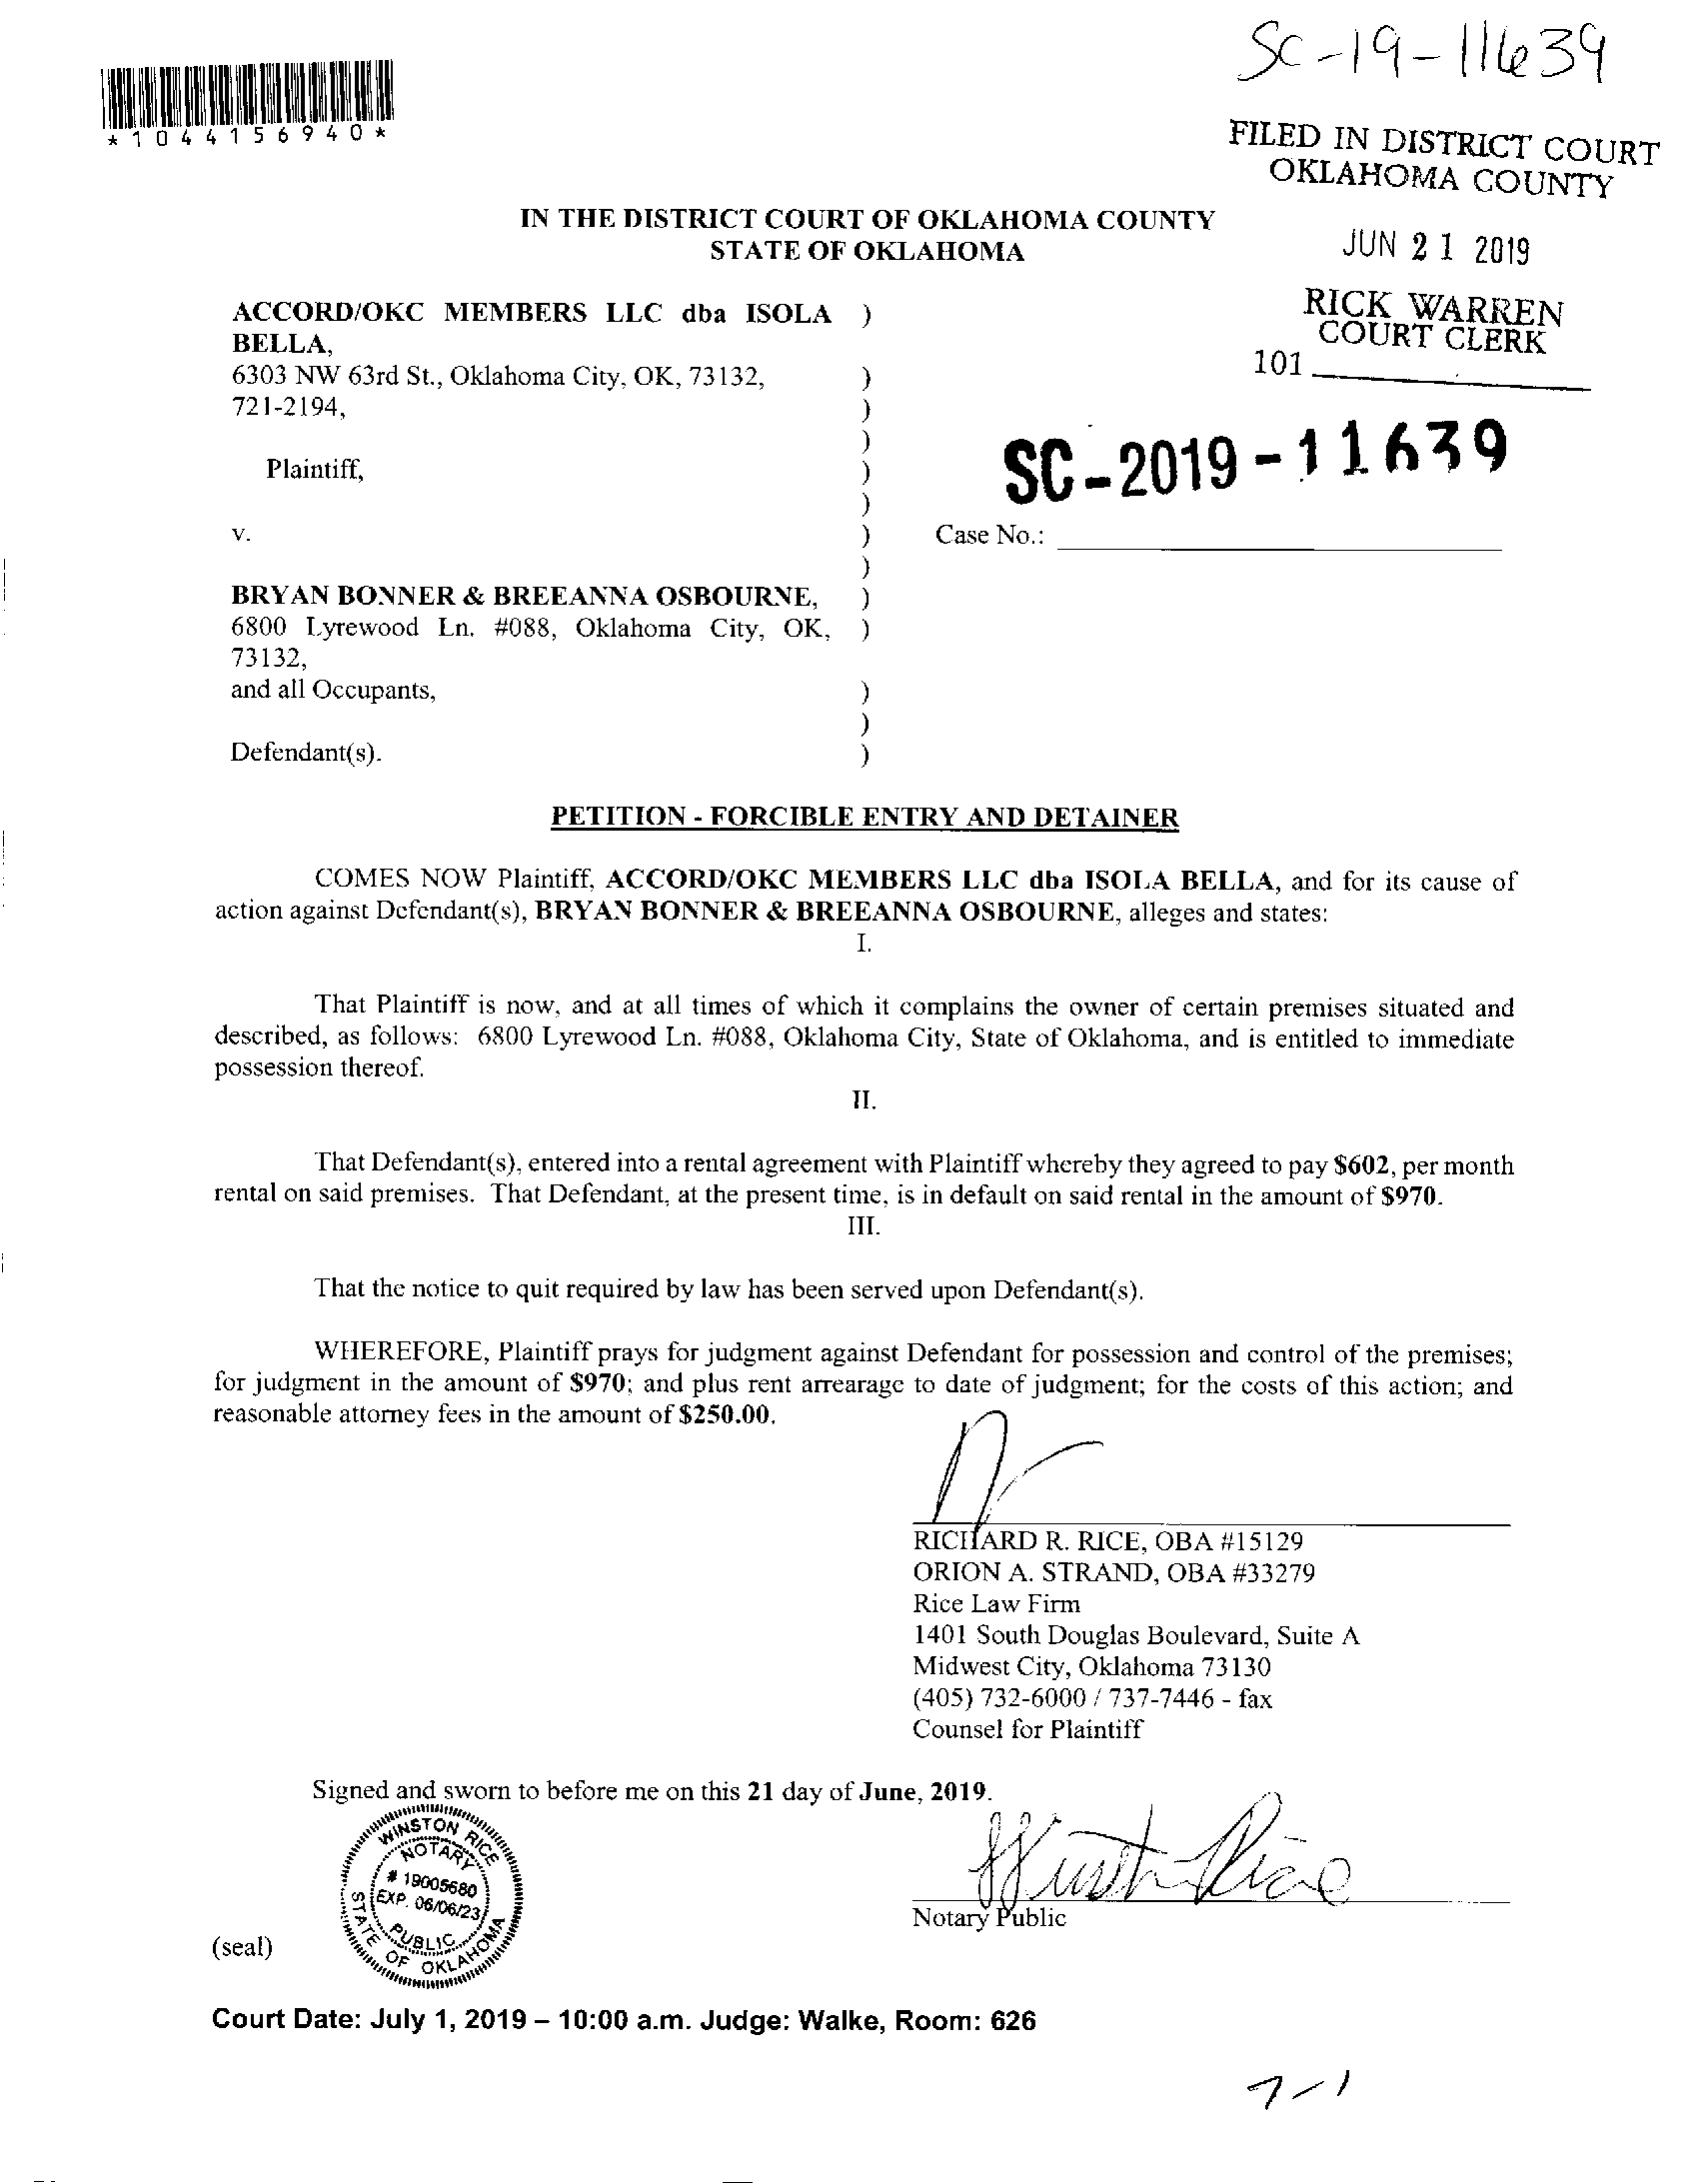 SC-19-11639
*1044156940*
FILED IN DISTRICT COURT
OKLAHOMA COUNTY
IN THE DISTRICT COURT OF OKLAHOMA COUNTY
STATE OF OKLAHOMA
JUN 21 2019
RICK WARREN
COURT CLERK
101
ACCORD/OKC MEMBERS LLC dba ISOLA )
BELLA,
6303 NW 63rd St., Oklahoma City, OK, 73132, )
721-2194, )
)
Plaintiff, )
)
SC-2019-11639
v. )
Case No.:
)
BRYAN BONNER & BREEANNA OSBOURNE, )
6800 Lyrewood Ln. #088, Oklahoma City, OK, )
73132,
and all Occupants, )
)
Defendant(s). )
PETITION - FORCIBLE ENTRY AND DETAINER
COMES NOW Plaintiff, ACCORD/OKC MEMBERS LLC dba ISOLA BELLA, and for its cause of
action against Defendant(s), BRYAN BONNER & BREEANNA OSBOURNE, alleges and states:
I.
That Plaintiff is now, and at all times of which it complains the owner of certain premises situated and
described, as follows: 6800 Lyrewood Ln. #088, Oklahoma City, State of Oklahoma, and is entitled to immediate
possession thereof.
II.
That Defendant(s), entered into a rental agreement with Plaintiff whereby they agreed to pay $602, per month
rental on said premises. That Defendant, at the present time, is in default on said rental in the amount of $970.
III.
That the notice to quit required by law has been served upon Defendant(s).
WHEREFORE, Plaintiff prays for judgment against Defendant for possession and control of the premises;
for judgment in the amount of $970; and plus rent arrearage to date of judgment; for the costs of this action; and
reasonable attorney fees in the amount of $250.00.
RICHARD R. RICE, OBA #15129
ORION A. STRAND, OBA #33279
Rice Law Firm
1401 South Douglas Boulevard, Suite A
Midwest City, Oklahoma 73130
(405) 732-6000 / 737-7446 - fax
Counsel for Plaintiff
Signed and sworn to before me on this 21 day of June, 2019.
WINSTON RICE
NOTARY
# 19005680
EXP. 06/06/23
PUBLIC
STATE OF OKLAHOMA
Winston Rice
Notary Public
(seal)
Court Date: July 1, 2019 – 10:00 a.m. Judge: Walke, Room: 626
7-1